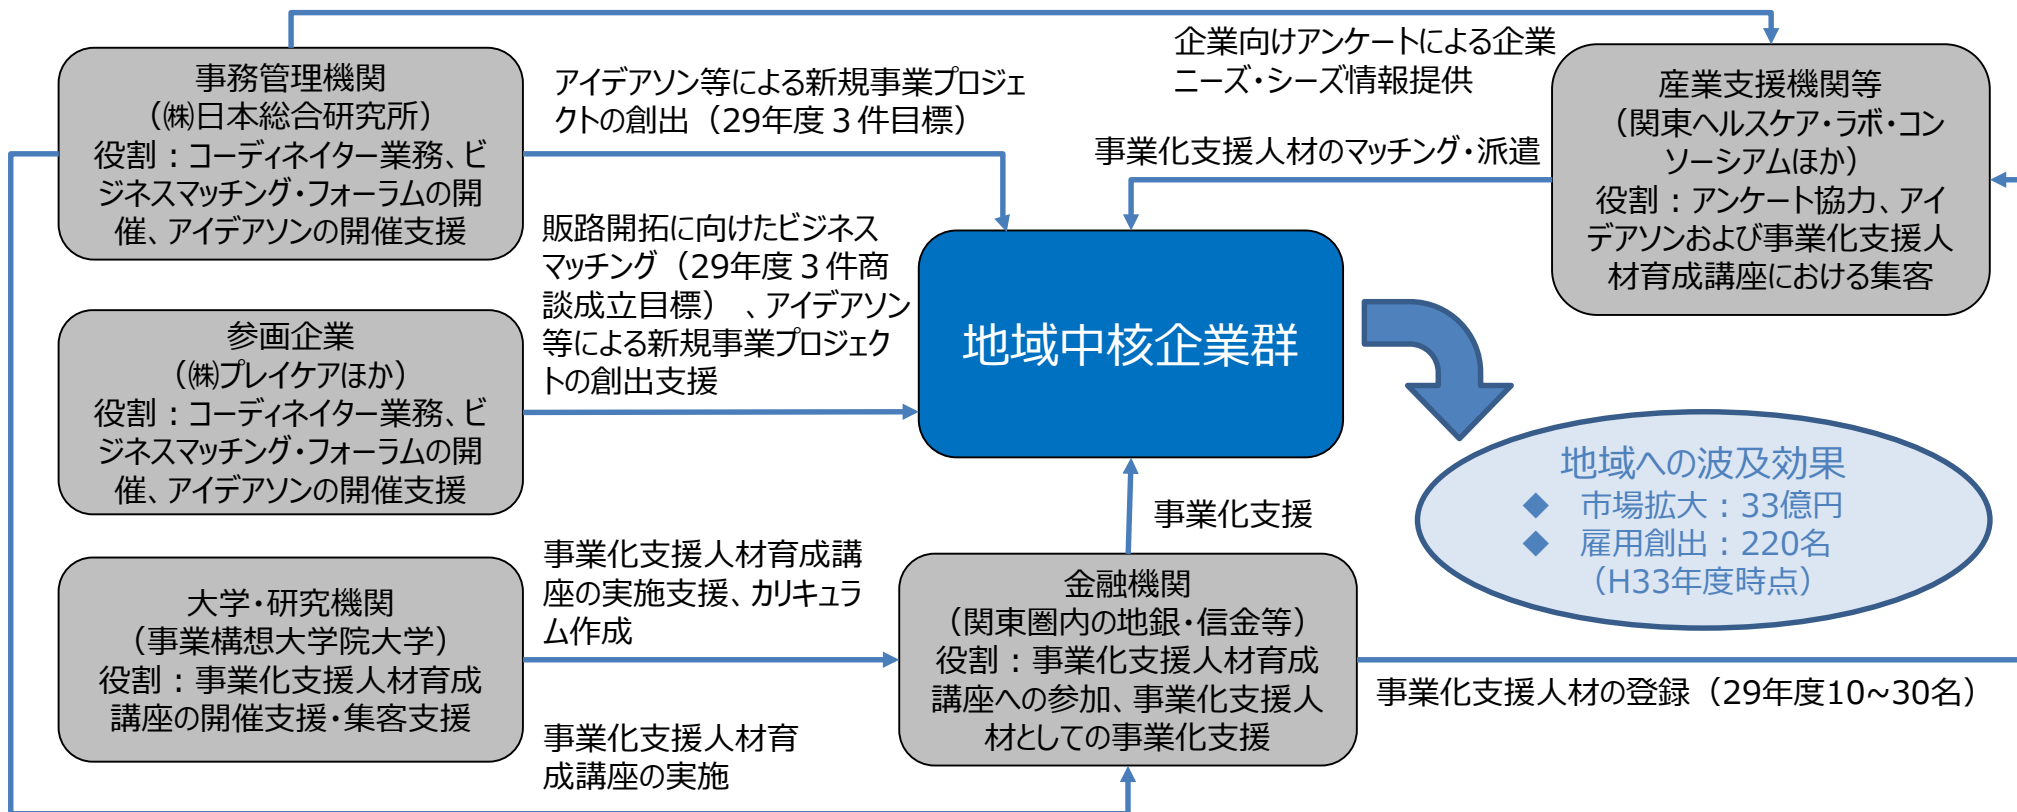 事務管理機関
（㈱日本総合研究所）
役割：コーディネイター業務、ビ
ジネスマッチング・フォーラムの開
催、アイデアソンの開催支援
アイデアソン等による新規事業プロジェ
クトの創出（29年度３件目標）
企業向けアンケートによる企業
ニーズ・シーズ情報提供
事業化支援人材のマッチング・派遣
産業支援機関等
（関東ヘルスケア・ラボ・コン
ソーシアムほか）
役割：アンケート協力、アイ
デアソンおよび事業化支援人
材育成講座における集客
参画企業
（㈱プレイケアほか）
役割：コーディネイター業務、ビ
ジネスマッチング・フォーラムの開
催、アイデアソンの開催支援
販路開拓に向けたビジネス
マッチング（29年度３件商
談成立目標）、アイデアソン
等による新規事業プロジェク
トの創出支援
地域中核企業群
地域への波及効果
◆ 市場拡大：33億円
◆ 雇用創出：220名
（H33年度時点）
事業化支援
大学・研究機関
（事業構想大学院大学）
役割：事業化支援人材育成
講座の開催支援・集客支援
事業化支援人材育成講
座の実施支援、カリキュラ
ム作成
事業化支援人材育
成講座の実施
金融機関
（関東圏内の地銀・信金等）
役割：事業化支援人材育成
講座への参加、事業化支援人
材としての事業化支援
事業化支援人材の登録（29年度10~30名）